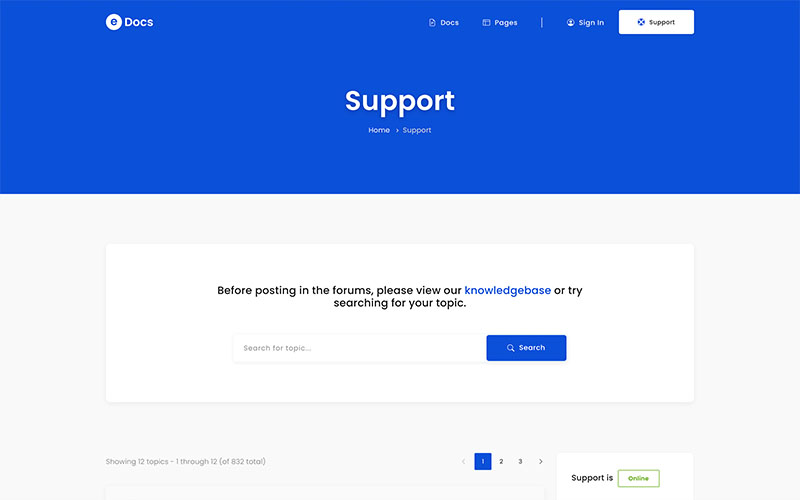 e Docs
Docs
Pages
Sign In
Support
Support
Home > Support
Before posting in the forums, please view our knowledgebase or try
searching for your topic.
Search for topic...
Search
Showing 12 topics - 1 through 12 (of 832 total)
‹ 1 2 3 ›
Support is Online